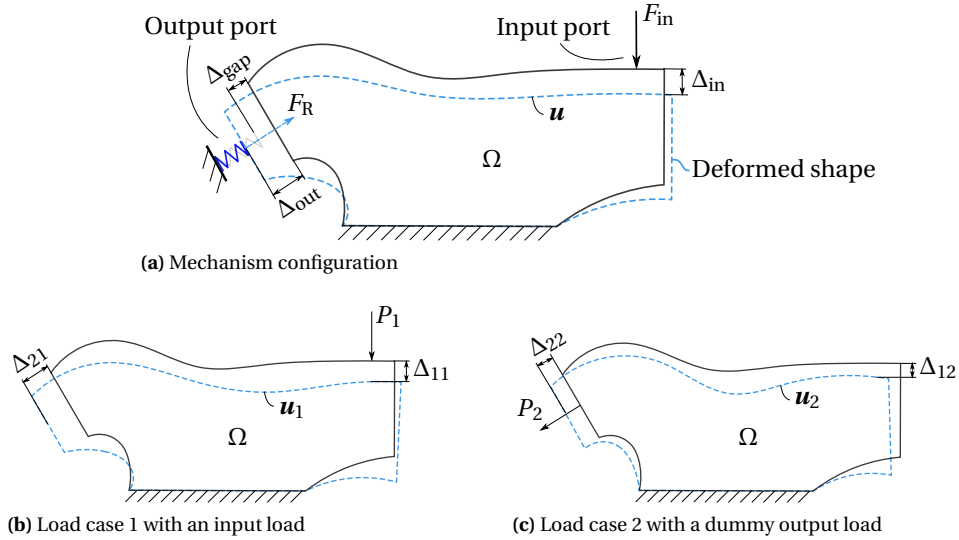 Output port
Input port
F_in
Δ_gap
F_R
Δ_in
u
Ω
Deformed shape
Δ_out
(a) Mechanism configuration
P_1
Δ_21
Δ_11
u_1
Ω
(b) Load case 1 with an input load
Δ_22
Δ_12
P_2
u_2
Ω
(c) Load case 2 with a dummy output load